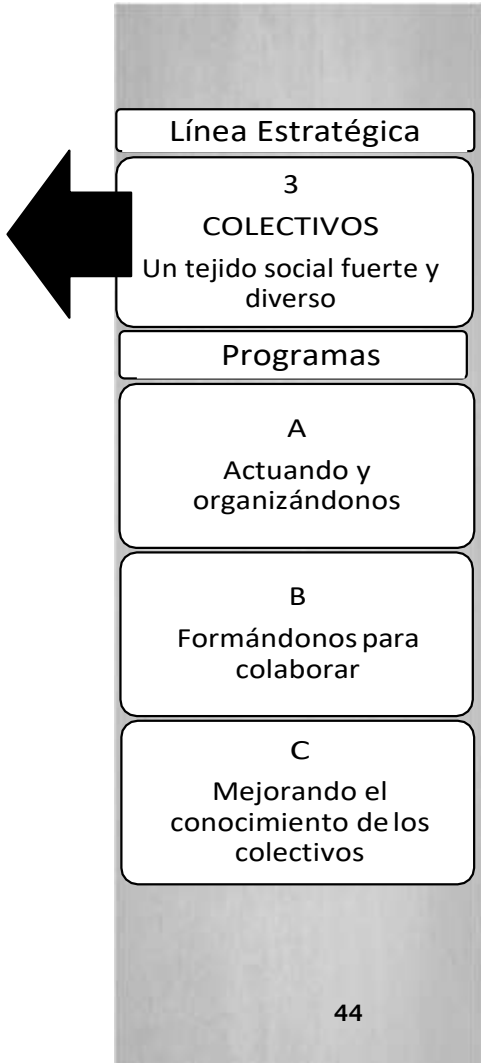 Línea Estratégica
3
COLECTIVOS
Un tejido social fuerte y
diverso
Programas
A
Actuando y
organizándonos
B
Formándonos para
colaborar
C
Mejorando el
conocimiento de los
colectivos
44